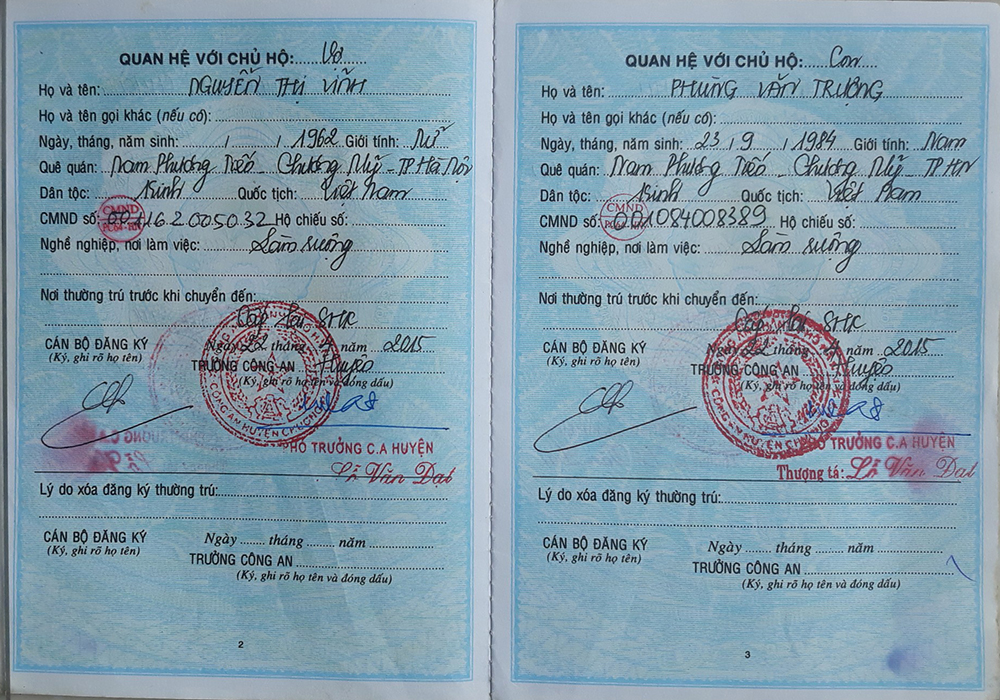 QUAN HỆ VỚI CHỦ HỘ: Vợ
Họ và tên: NGUYỄN THỊ VĨNH
Họ và tên gọi khác (nếu có):
Ngày, tháng, năm sinh: / / 1962 Giới tính: Nữ
Quê quán: Nam Phương Tiến - Chương Mỹ - TP Hà Nội
Dân tộc: Kinh Quốc tịch: Việt Nam
CMND số: 001162005032 Hộ chiếu số:
CMND
Nghề nghiệp, nơi làm việc: Làm ruộng
Nơi thường trú trước khi chuyển đến:
Cấp lại SHK
CÁN BỘ ĐĂNG KÝ
(Ký, ghi rõ họ tên)
Ngày 22 tháng năm 2015
TRƯỞNG CÔNG AN Huyện
(Ký, ghi rõ họ tên và đóng dấu)
CÔNG AN HUYỆN CHƯƠNG
PHÓ TRƯỞNG C.A HUYỆN
Lê Văn Đạt
Lý do xóa đăng ký thường trú:
CÁN BỘ ĐĂNG KÝ
(Ký, ghi rõ họ tên)
Ngày tháng năm
TRƯỞNG CÔNG AN
(Ký, ghi rõ họ tên và đóng dấu)
2
QUAN HỆ VỚI CHỦ HỘ: Con
Họ và tên: PHÙNG VĂN TRƯỜNG
Họ và tên gọi khác (nếu có):
Ngày, tháng, năm sinh: 23 / 9 / 1984 Giới tính: Nam
Quê quán: Nam Phương Tiến - Chương Mỹ - TP HN
Dân tộc: Kinh Quốc tịch: Việt Nam
CMND số: 001084008389 Hộ chiếu số:
CMND
Nghề nghiệp, nơi làm việc: Làm ruộng
Nơi thường trú trước khi chuyển đến:
Cấp lại SHK
CÁN BỘ ĐĂNG KÝ
(Ký, ghi rõ họ tên)
Ngày 22 tháng năm 2015
TRƯỞNG CÔNG AN Huyện
(Ký, ghi rõ họ tên và đóng dấu)
CÔNG AN HUYỆN CHƯƠNG
PHÓ TRƯỞNG C.A HUYỆN
Thượng tá: Lê Văn Đạt
Lý do xóa đăng ký thường trú:
CÁN BỘ ĐĂNG KÝ
(Ký, ghi rõ họ tên)
Ngày tháng năm
TRƯỞNG CÔNG AN
(Ký, ghi rõ họ tên và đóng dấu)
3